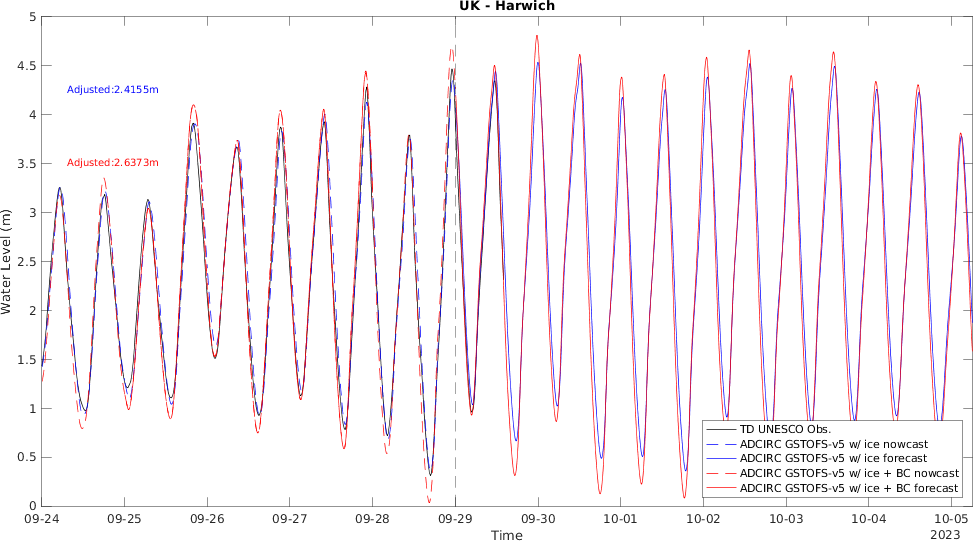 UK - Harwich
5
4.5
4
3.5
3
2.5
2
1.5
1
0.5
0
Water Level (m)
Adjusted:2.4155m
Adjusted:2.6373m
TD UNESCO Obs.
ADCIRC GSTOFS-v5 w/ ice nowcast
ADCIRC GSTOFS-v5 w/ ice forecast
ADCIRC GSTOFS-v5 w/ ice + BC nowcast
ADCIRC GSTOFS-v5 w/ ice + BC forecast
09-24 09-25 09-26 09-27 09-28 09-29 09-30 10-01 10-02 10-03 10-04 10-05
2023
Time